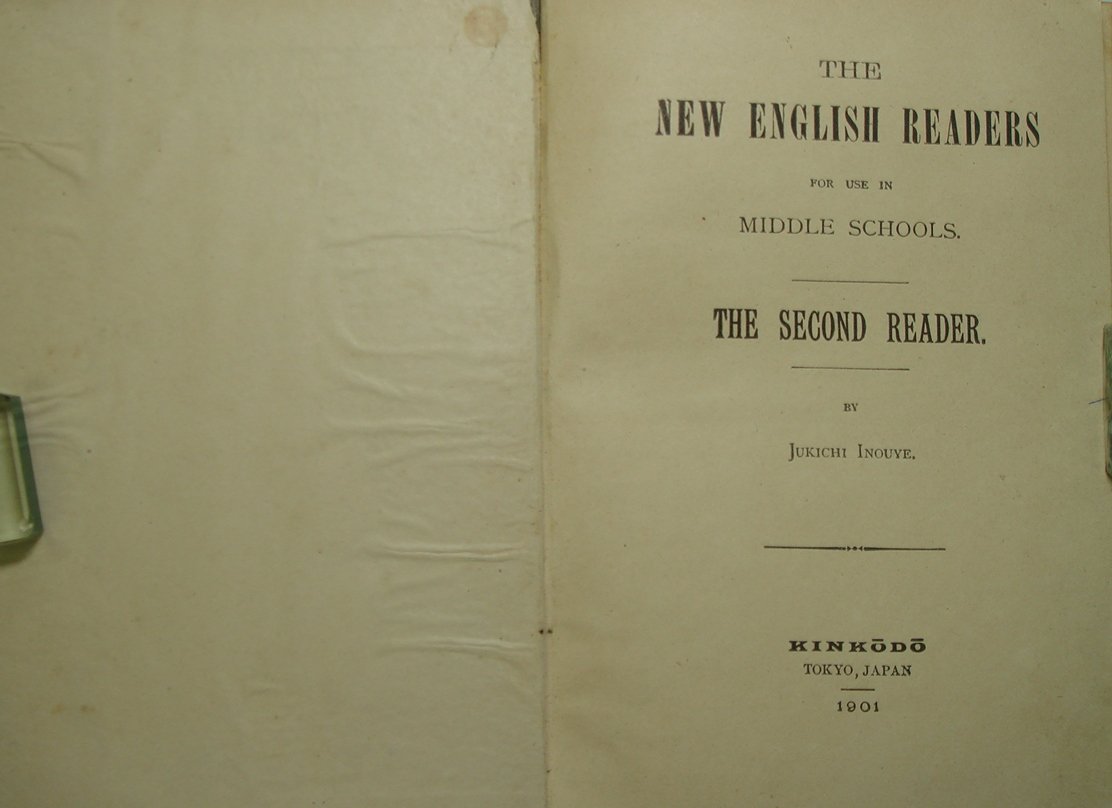 THE
NEW ENGLISH READERS
FOR USE IN
MIDDLE SCHOOLS.
THE SECOND READER.
BY
JUKICHI INOUYE.
KINKŌDŌ
TOKYO, JAPAN
1901